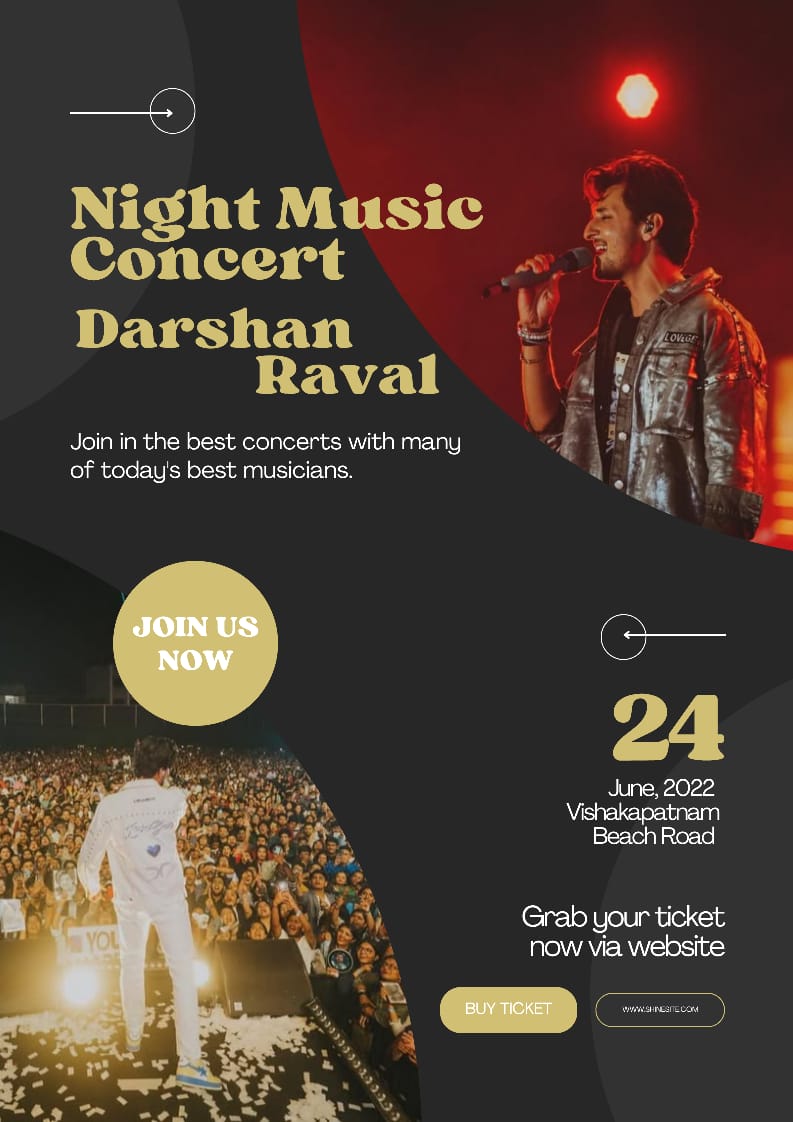 Night Music
Concert
Darshan
Raval
Join in the best concerts with many
of today's best musicians.
JOIN US
NOW
24
June, 2022
Vishakapatnam
Beach Road
Grab your ticket
now via website
BUY TICKET
WWW.SHINESITE.COM
YOU